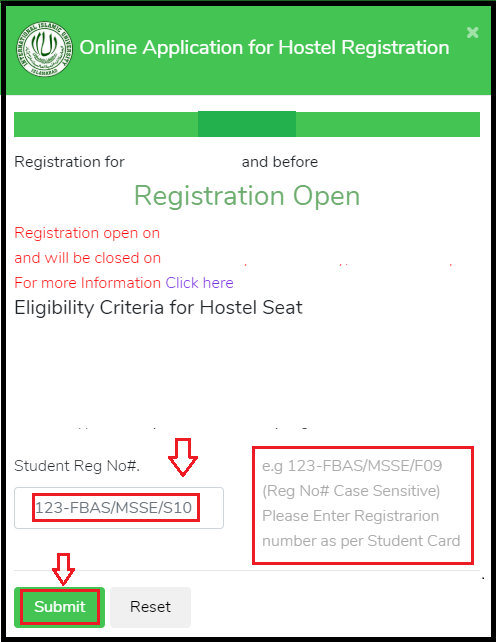 INTERNATIONAL ISLAMIC UNIVERSITY
ISLAMABAD
Online Application for Hostel Registration ×
Registration for and before
Registration Open
Registration open on
and will be closed on
For more Information Click here
Eligibility Criteria for Hostel Seat
Student Reg No#.
123-FBAS/MSSE/S10
e.g 123-FBAS/MSSE/F09
(Reg No# Case Sensitive)
Please Enter Registrarion
number as per Student Card
Submit Reset